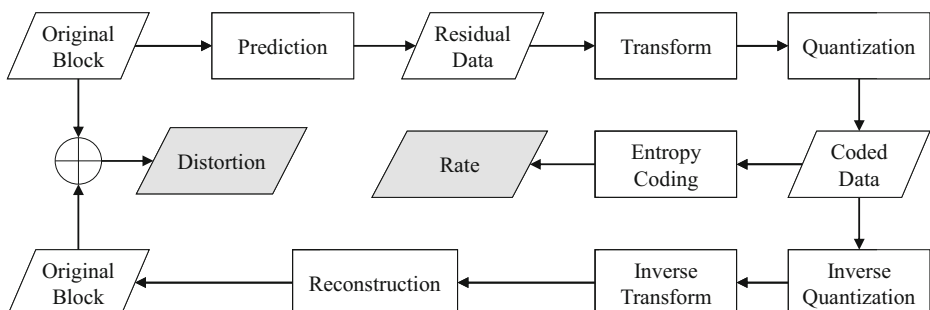 Original
Block
Prediction
Residual
Data
Transform
Quantization
Distortion
Rate
Entropy
Coding
Coded
Data
Original
Block
Reconstruction
Inverse
Transform
Inverse
Quantization